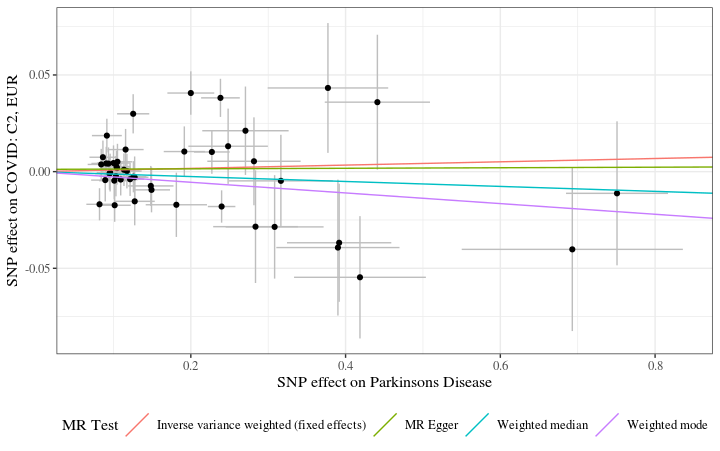 SNP effect on COVID: C2, EUR
0.05
0.00
-0.05
0.2 0.4 0.6 0.8
SNP effect on Parkinsons Disease
MR Test Inverse variance weighted (fixed effects) MR Egger Weighted median Weighted mode